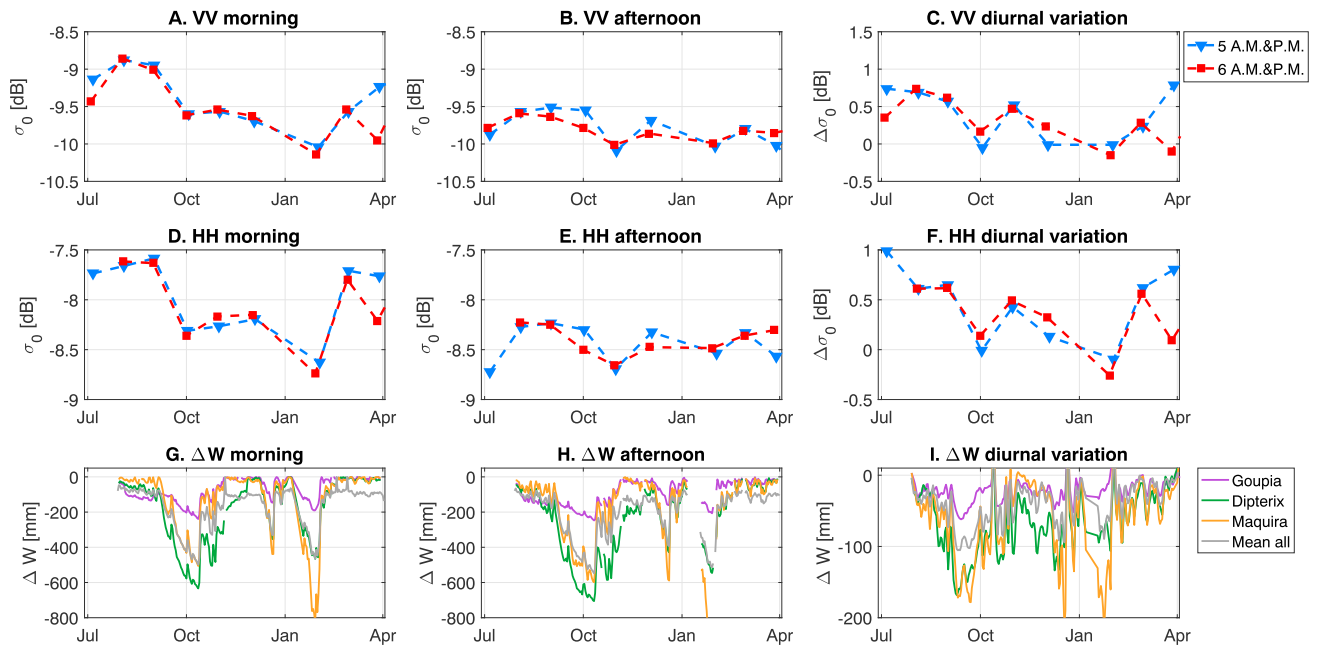 A. VV morning
B. VV afternoon
C. VV diurnal variation
-8.5
-9
-9.5
-10
-10.5
σ0 [dB]
Jul Oct Jan Apr
-8.5
-9
-9.5
-10
-10.5
σ0 [dB]
Jul Oct Jan Apr
1.5
1
0.5
0
-0.5
Δσ0 [dB]
Jul Oct Jan Apr
5 A.M.&P.M.
6 A.M.&P.M.
D. HH morning
E. HH afternoon
F. HH diurnal variation
-7.5
-8
-8.5
-9
σ0 [dB]
Jul Oct Jan Apr
-7.5
-8
-8.5
-9
σ0 [dB]
Jul Oct Jan Apr
1
0.5
0
-0.5
Δσ0 [dB]
Jul Oct Jan Apr
G. ΔW morning
H. ΔW afternoon
I. ΔW diurnal variation
0
-200
-400
-600
-800
Δ W [mm]
Jul Oct Jan Apr
0
-200
-400
-600
-800
Δ W [mm]
Jul Oct Jan Apr
0
-100
-200
Δ W [mm]
Jul Oct Jan Apr
Goupia
Dipterix
Maquira
Mean all